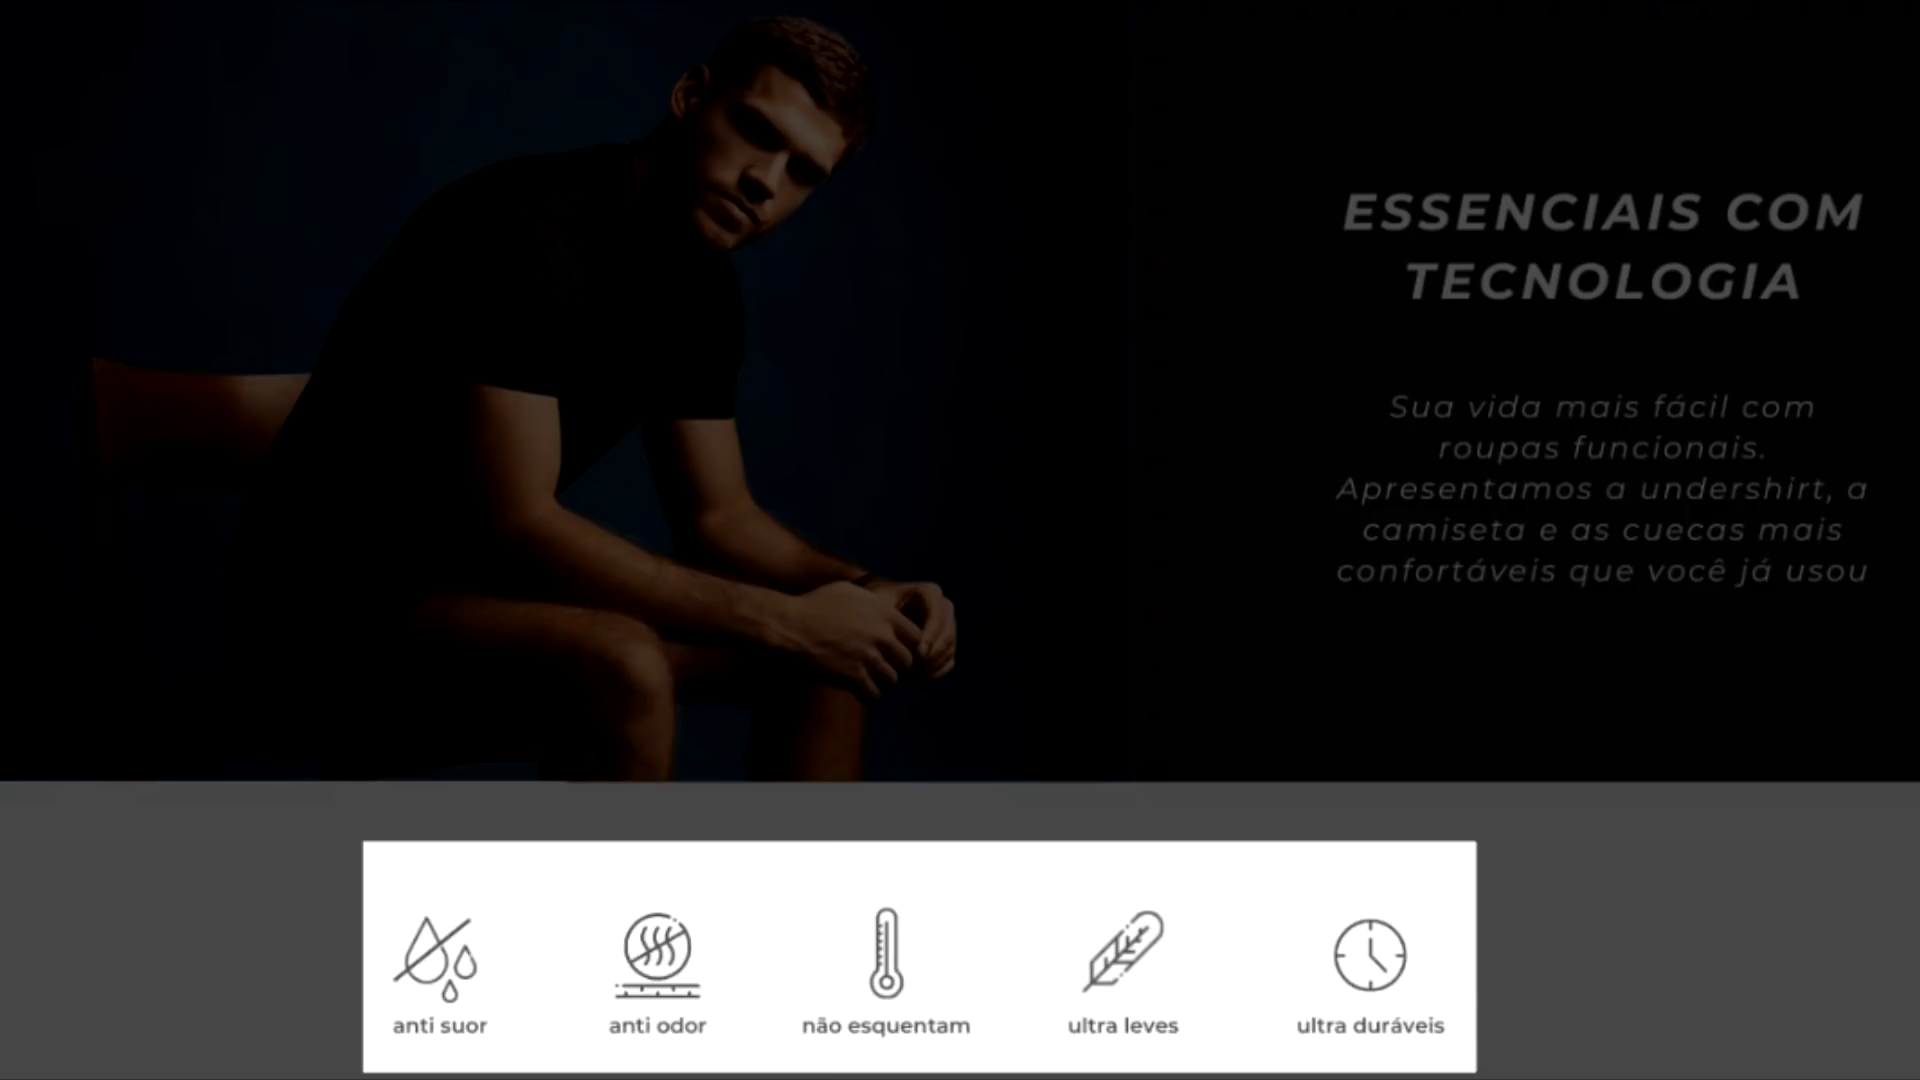 ESSENCIAIS COM
TECNOLOGIA
Sua vida mais fácil com
roupas funcionais.
Apresentamos a undershirt, a
camiseta e as cuecas mais
confortáveis que você já usou
anti suor
anti odor
não esquentam
ultra leves
ultra duráveis